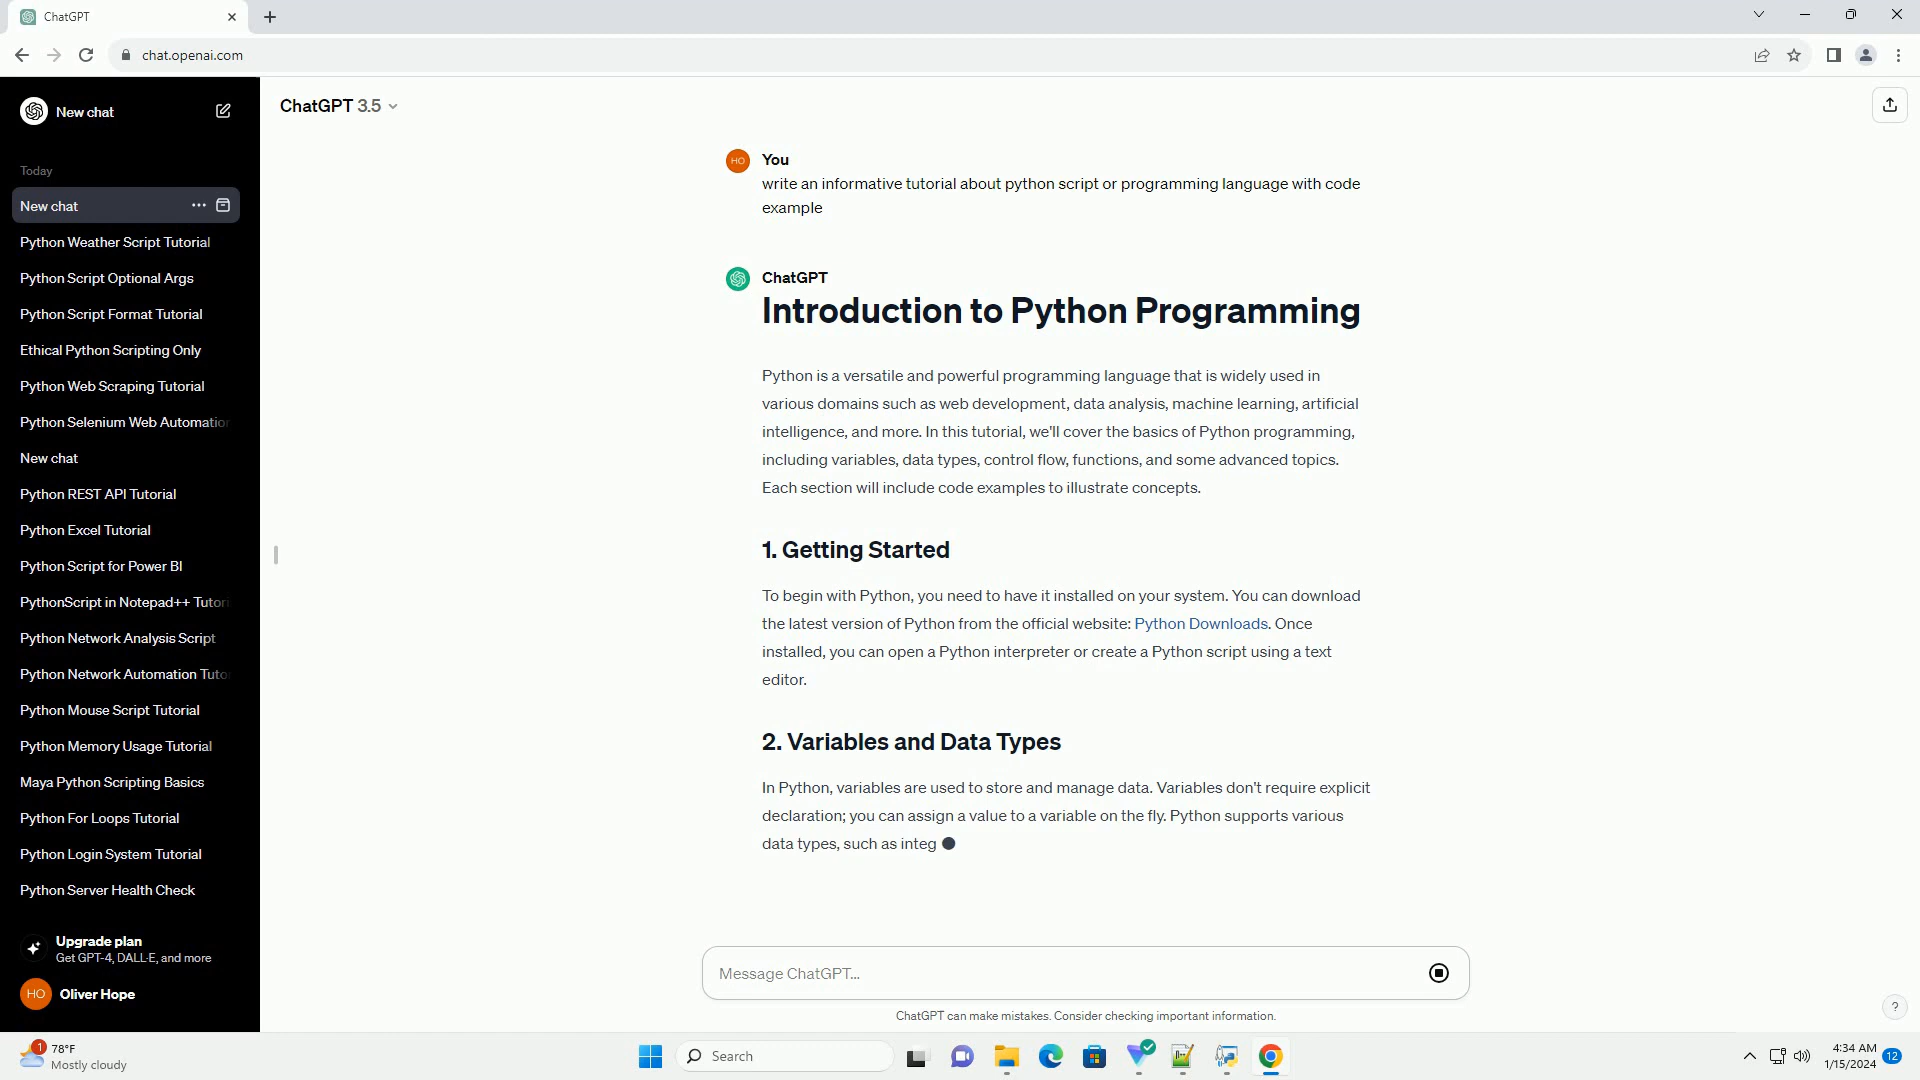 ChatGPT
chat.openai.com
New chat
Today
New chat
Python Weather Script Tutorial
Python Script Optional Args
Python Script Format Tutorial
Ethical Python Scripting Only
Python Web Scraping Tutorial
Python Selenium Web Automation
New chat
Python REST API Tutorial
Python Excel Tutorial
Python Script for Power BI
PythonScript in Notepad++ Tutori
Python Network Analysis Script
Python Network Automation Tuto
Python Mouse Script Tutorial
Python Memory Usage Tutorial
Maya Python Scripting Basics
Python For Loops Tutorial
Python Login System Tutorial
Python Server Health Check
Upgrade plan
Get GPT-4, DALL·E, and more
HO Oliver Hope
ChatGPT 3.5
HO You
write an informative tutorial about python script or programming language with code
example
ChatGPT
Introduction to Python Programming
Python is a versatile and powerful programming language that is widely used in
various domains such as web development, data analysis, machine learning, artificial
intelligence, and more. In this tutorial, we'll cover the basics of Python programming,
including variables, data types, control flow, functions, and some advanced topics.
Each section will include code examples to illustrate concepts.
1. Getting Started
To begin with Python, you need to have it installed on your system. You can download
the latest version of Python from the official website: Python Downloads. Once
installed, you can open a Python interpreter or create a Python script using a text
editor.
2. Variables and Data Types
In Python, variables are used to store and manage data. Variables don't require explicit
declaration; you can assign a value to a variable on the fly. Python supports various
data types, such as integ
Message ChatGPT...
ChatGPT can make mistakes. Consider checking important information.
?
1
78°F
Mostly cloudy
Search
4:34 AM
1/15/2024
12